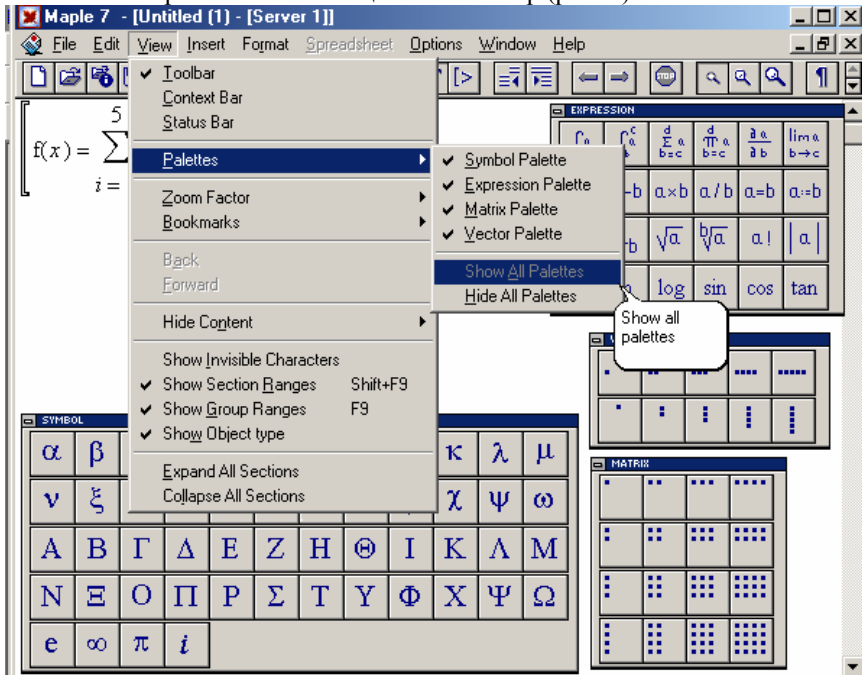 Maple 7 - [Untitled (1) - [Server 1]]
File Edit View Insert Format Spreadsheet Options Window Help
Toolbar
Context Bar
Status Bar
Palettes
Zoom Factor
Bookmarks
Back
Forward
Hide Content
Show Invisible Characters
Show Section Ranges Shift+F9
Show Group Ranges F9
Show Object type
Expand All Sections
Collapse All Sections
Symbol Palette
Expression Palette
Matrix Palette
Vector Palette
Show All Palettes
Hide All Palettes
Show all
palettes
5
f(x) = ∑
i =
EXPRESSION
lim a
b→c
a×b a/b a=b a:=b
√a ᵇ√a a! |a|
log sin cos tan
SYMBOL
α β κ λ μ
ν ξ χ ψ ω
Α Β Γ Δ Ε Ζ Η Θ Ι Κ Λ Μ
Ν Ξ Ο Π Ρ Σ Τ Υ Φ Χ Ψ Ω
e ∞ π i
MATRIX